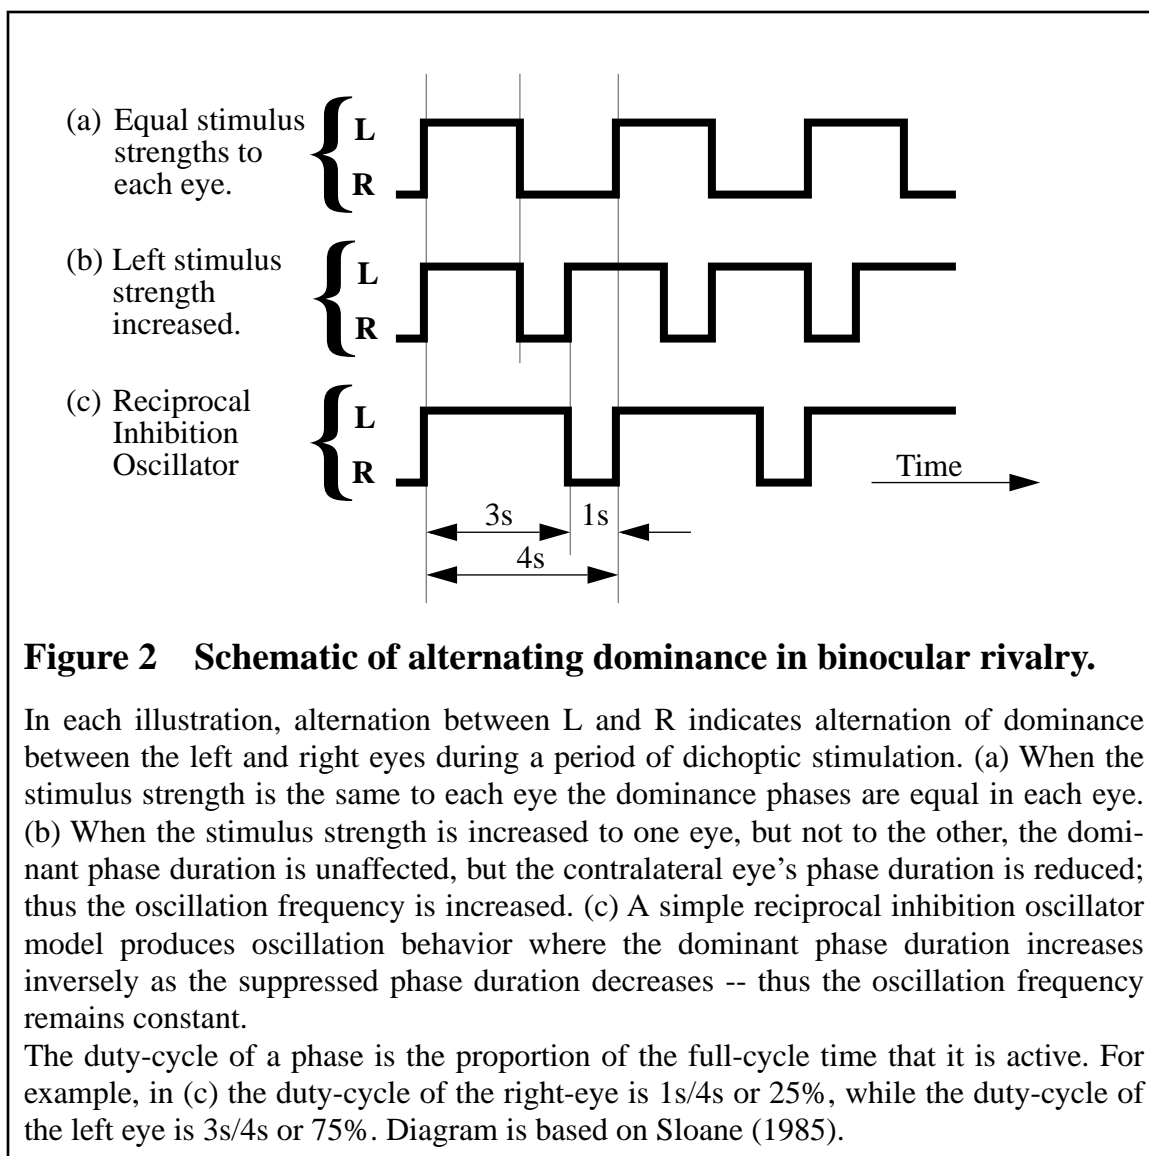 (a) Equal stimulus
strengths to
each eye.
L
R
(b) Left stimulus
strength
increased.
L
R
(c) Reciprocal
Inhibition
Oscillator
L
R
Time
3s
1s
4s
Figure 2 Schematic of alternating dominance in binocular rivalry.
In each illustration, alternation between L and R indicates alternation of dominance
between the left and right eyes during a period of dichoptic stimulation. (a) When the
stimulus strength is the same to each eye the dominance phases are equal in each eye.
(b) When the stimulus strength is increased to one eye, but not to the other, the domi-
nant phase duration is unaffected, but the contralateral eye’s phase duration is reduced;
thus the oscillation frequency is increased. (c) A simple reciprocal inhibition oscillator
model produces oscillation behavior where the dominant phase duration increases
inversely as the suppressed phase duration decreases -- thus the oscillation frequency
remains constant.
The duty-cycle of a phase is the proportion of the full-cycle time that it is active. For
example, in (c) the duty-cycle of the right-eye is 1s/4s or 25%, while the duty-cycle of
the left eye is 3s/4s or 75%. Diagram is based on Sloane (1985).